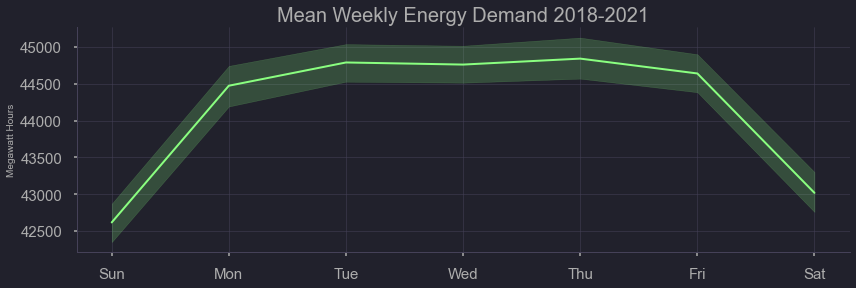 Mean Weekly Energy Demand 2018-2021
Megawatt Hours
45000
44500
44000
43500
43000
42500
Sun Mon Tue Wed Thu Fri Sat